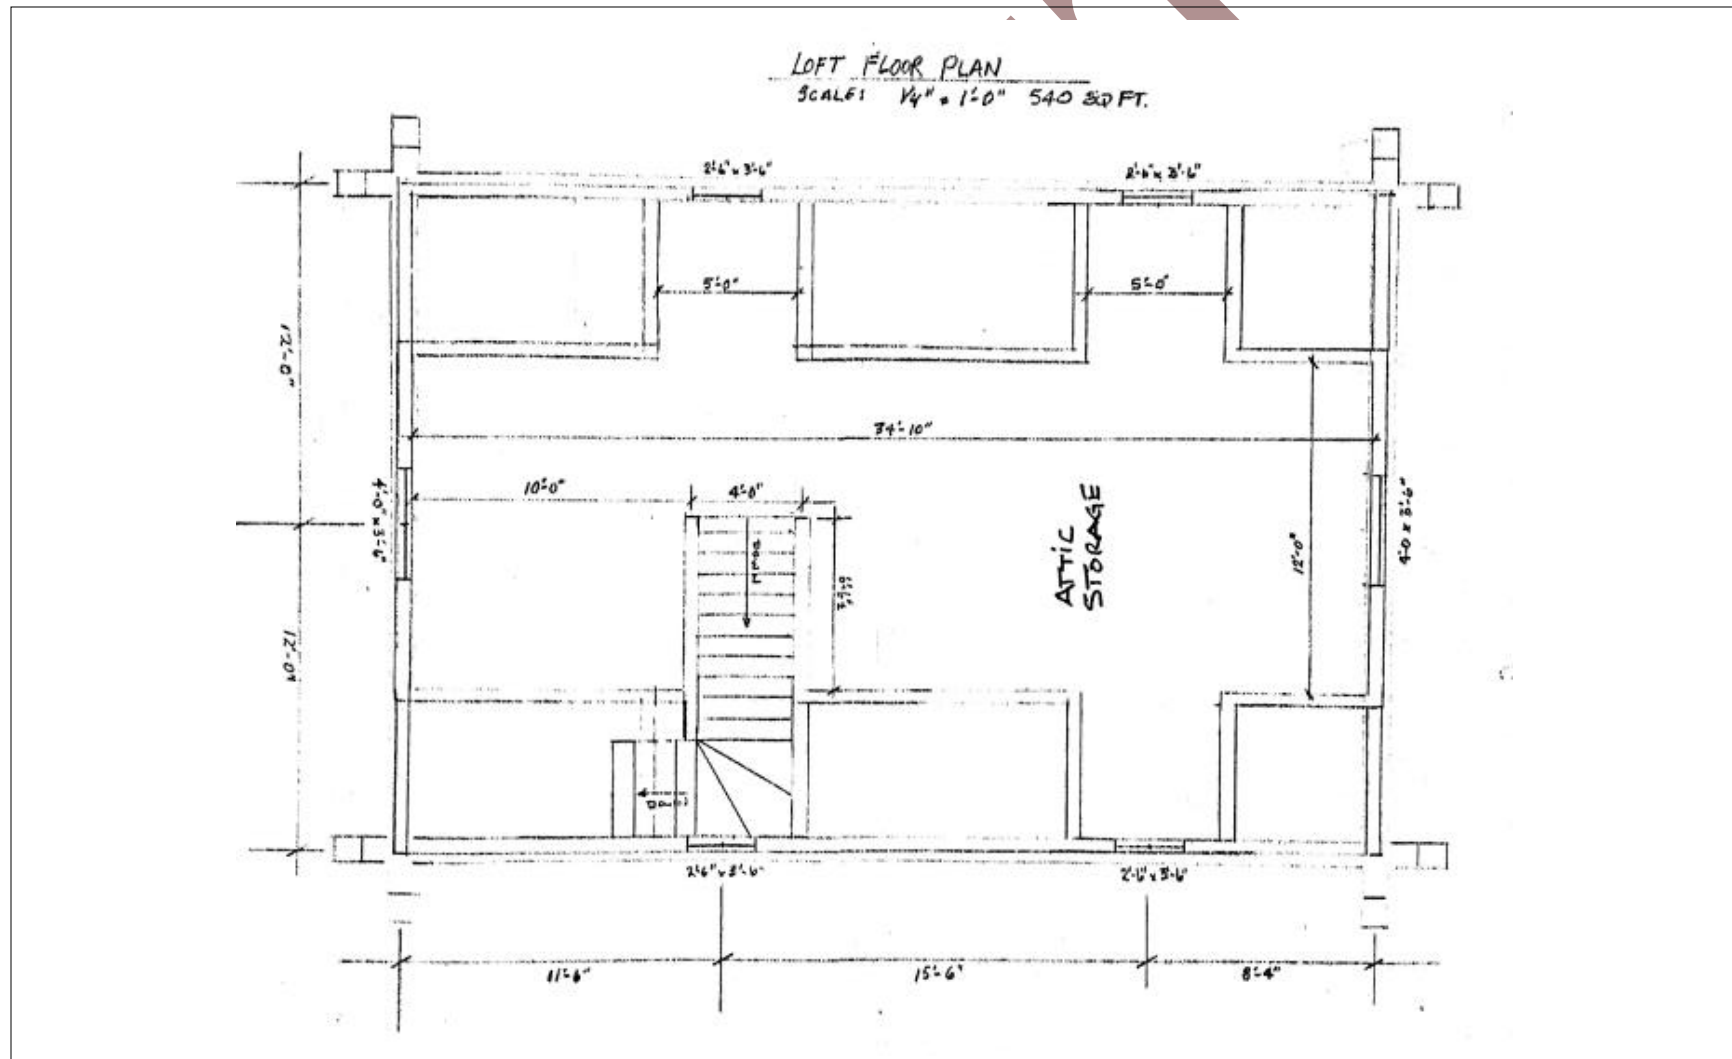 LOFT FLOOR PLAN
SCALE: 1/4" = 1'-0" 540 SQ FT.
2'-6" x 3'-6"
2'-6" x 3'-6"
5'-0"
5'-0"
12'-0"
34'-10"
10'-0"
4'-0"
4'-0" x 3'-6"
4'-0 x 3'-6"
DOWN
ATTIC
STORAGE
12'-0"
12'-0"
2'-6" x 3'-6"
2'-6" x 3'-6"
11'-6"
15'-6"
8'-4"